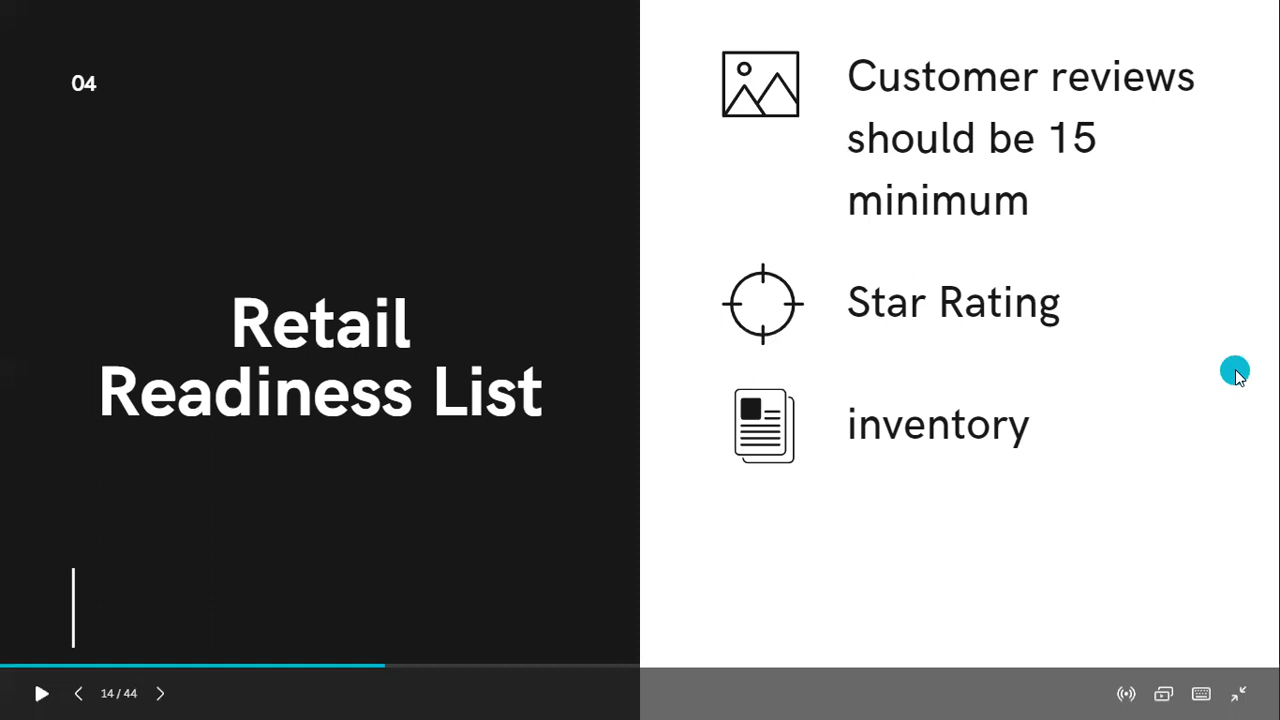 04
Retail
Readiness List
Customer reviews
should be 15
minimum
Star Rating
inventory
14 / 44